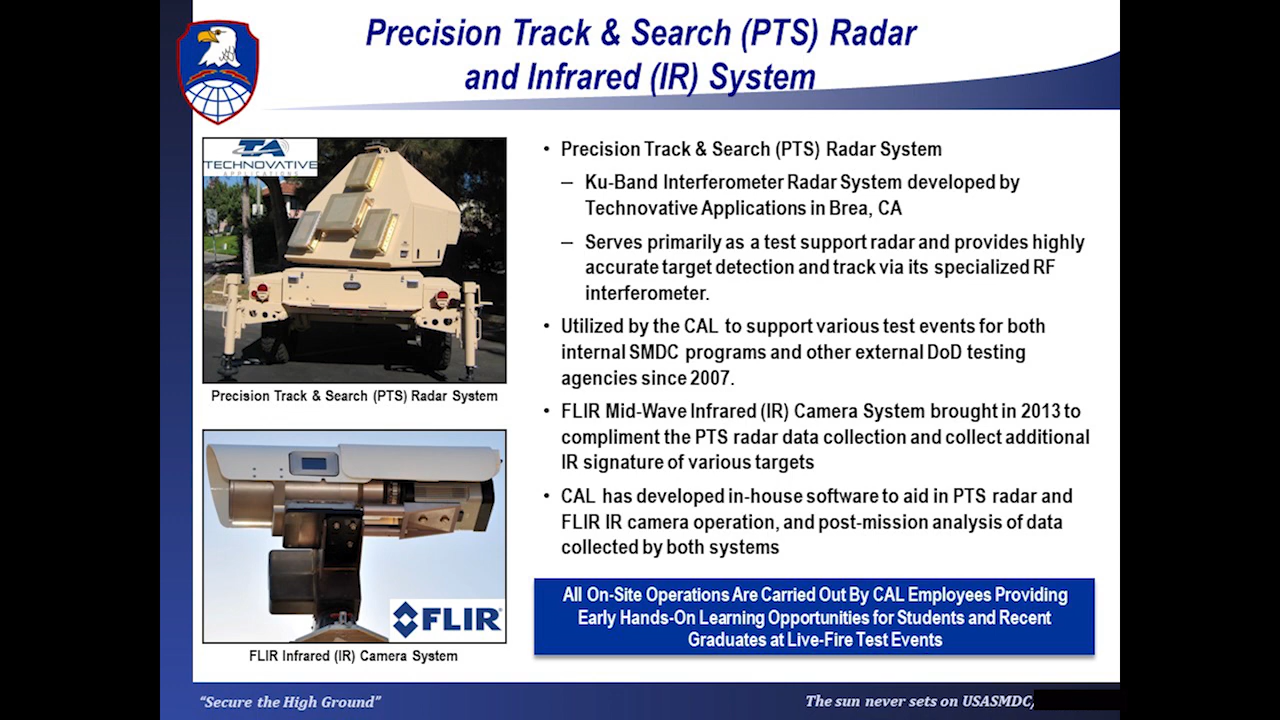 Precision Track & Search (PTS) Radar
and Infrared (IR) System
TA
TECHNOVATIVE
APPLICATIONS
Precision Track & Search (PTS) Radar System
FLIR
FLIR Infrared (IR) Camera System
• Precision Track & Search (PTS) Radar System
– Ku-Band Interferometer Radar System developed by
Technovative Applications in Brea, CA
– Serves primarily as a test support radar and provides highly
accurate target detection and track via its specialized RF
interferometer.
• Utilized by the CAL to support various test events for both
internal SMDC programs and other external DoD testing
agencies since 2007.
• FLIR Mid-Wave Infrared (IR) Camera System brought in 2013 to
compliment the PTS radar data collection and collect additional
IR signature of various targets
• CAL has developed in-house software to aid in PTS radar and
FLIR IR camera operation, and post-mission analysis of data
collected by both systems
All On-Site Operations Are Carried Out By CAL Employees Providing
Early Hands-On Learning Opportunities for Students and Recent
Graduates at Live-Fire Test Events
“Secure the High Ground”
The sun never sets on USASMDC/